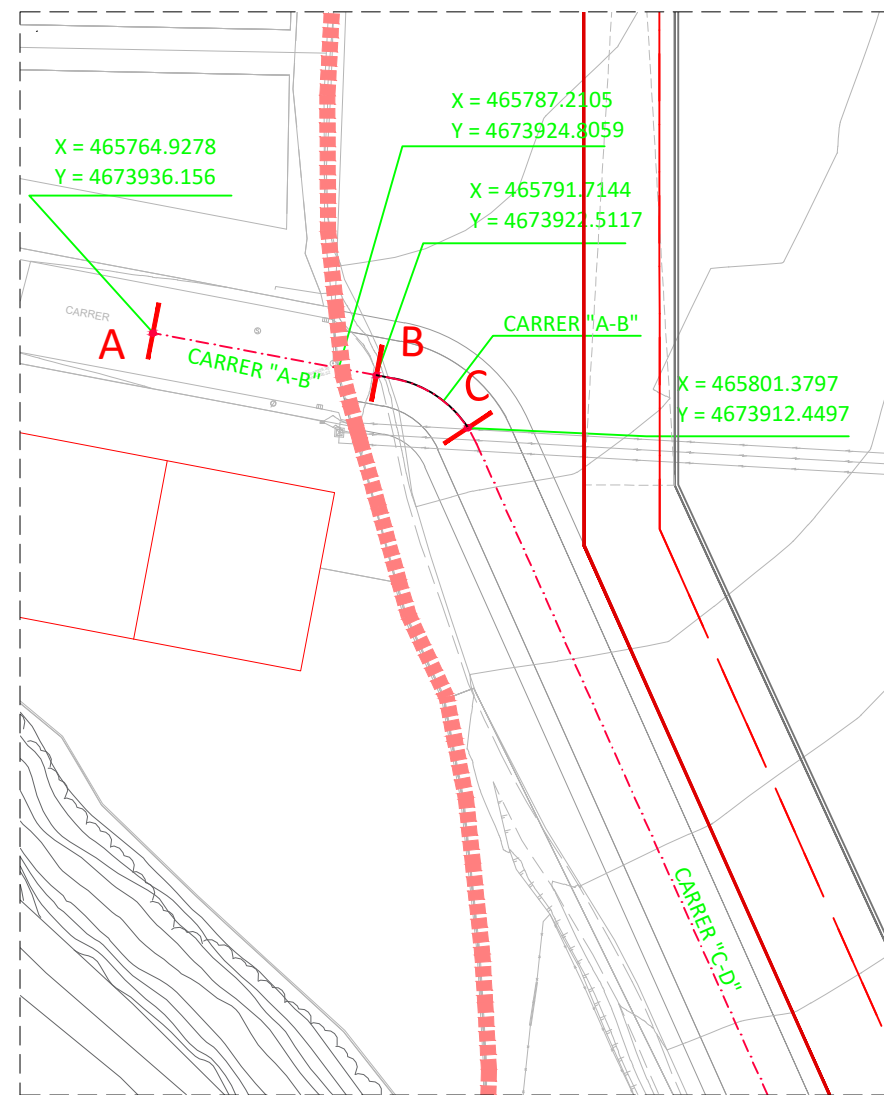 X = 465787.2105
Y = 4673924.8059
X = 465764.9278
Y = 4673936.156
X = 465791.7144
Y = 4673922.5117
CARRER
A
CARRER "A-B"
B
CARRER "A-B"
C
X = 465801.3797
Y = 4673912.4497
CARRER "C-D"